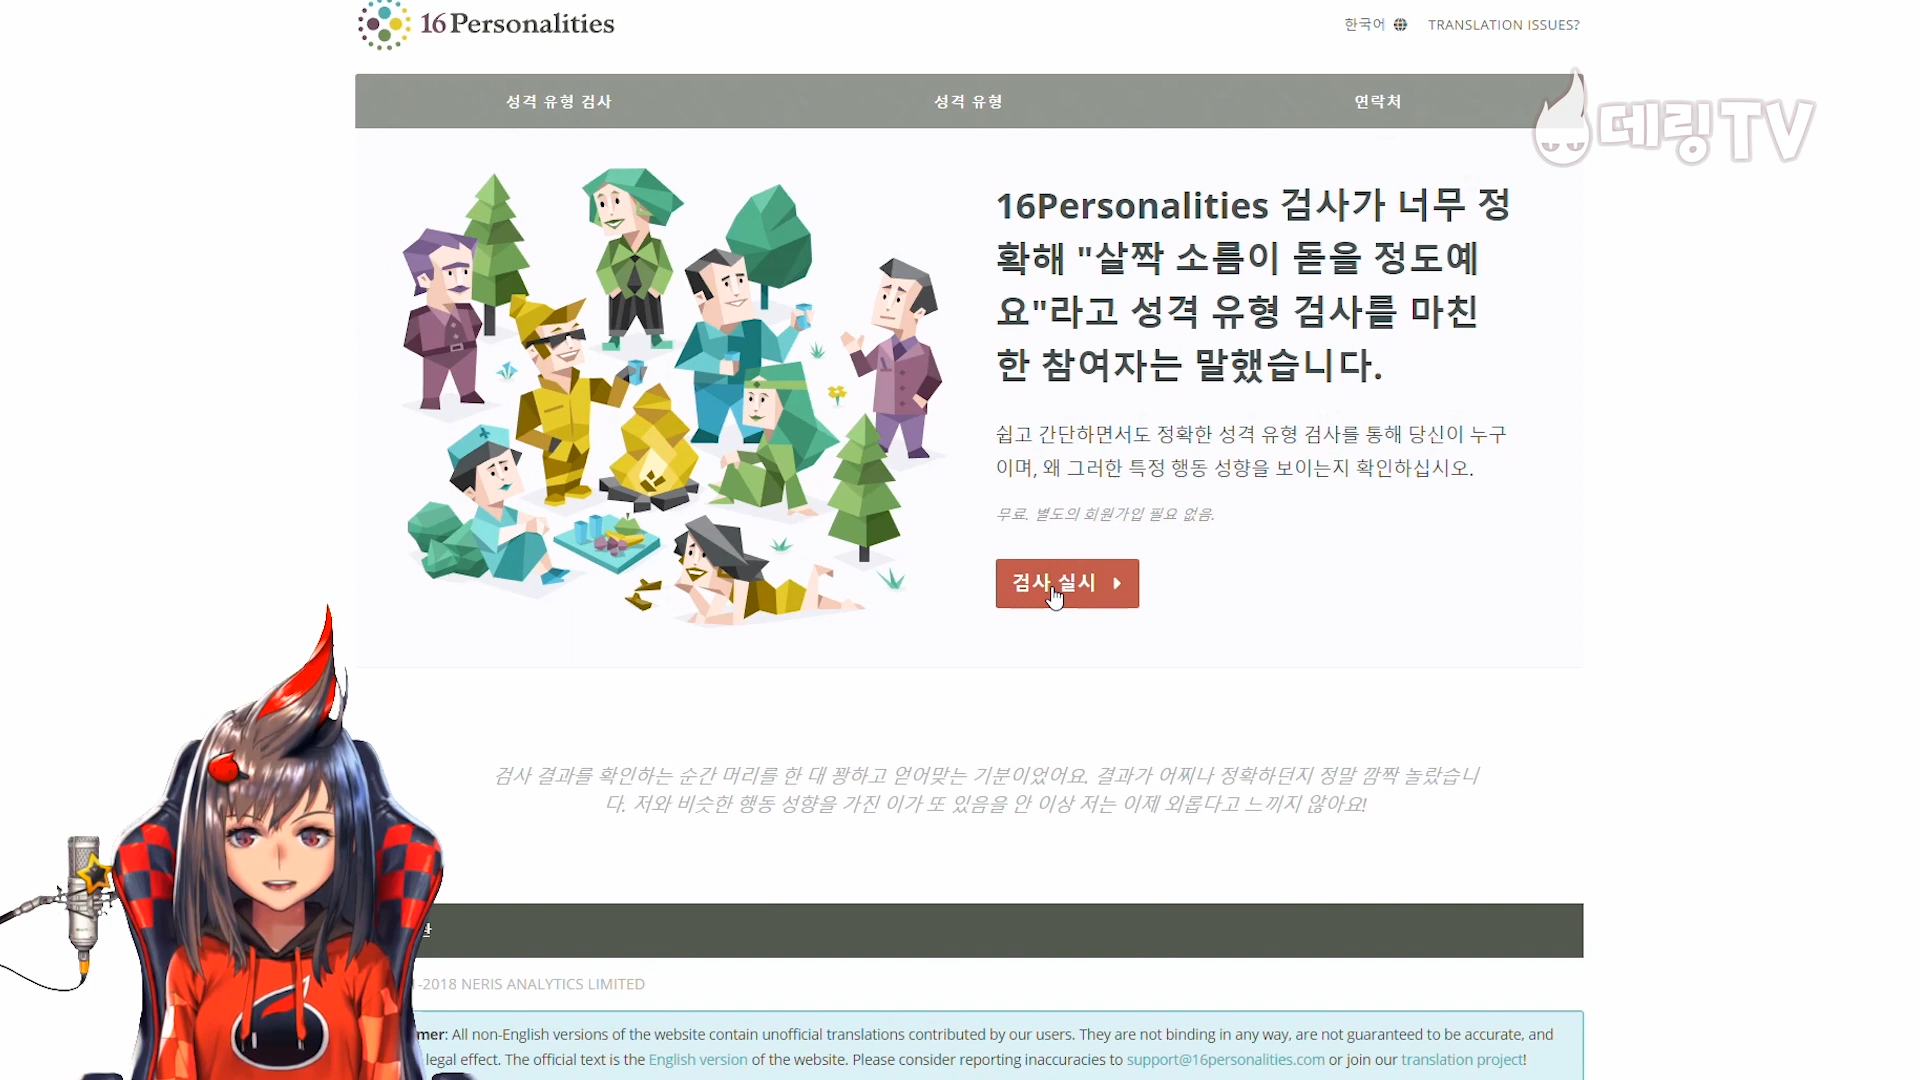 16Personalities
한국어
TRANSLATION ISSUES?
성격 유형 검사
성격 유형
연락처
데링TV
16Personalities 검사가 너무 정
확해 "살짝 소름이 돋을 정도예
요"라고 성격 유형 검사를 마친
한 참여자는 말했습니다.
쉽고 간단하면서도 정확한 성격 유형 검사를 통해 당신이 누구
이며, 왜 그러한 특정 행동 성향을 보이는지 확인하십시오.
무료. 별도의 회원가입 필요 없음.
검사 실시
검사 결과를 확인하는 순간 머리를 한 대 꽝하고 얻어맞는 기분이었어요. 결과가 어찌나 정확하던지 정말 깜짝 놀랐습니
다. 저와 비슷한 행동 성향을 가진 이가 또 있음을 안 이상 저는 이제 외롭다고 느끼지 않아요!
-2018 NERIS ANALYTICS LIMITED
mer: All non-English versions of the website contain unofficial translations contributed by our users. They are not binding in any way, are not guaranteed to be accurate, and
legal effect. The official text is the English version of the website. Please consider reporting inaccuracies to support@16personalities.com or join our translation project!